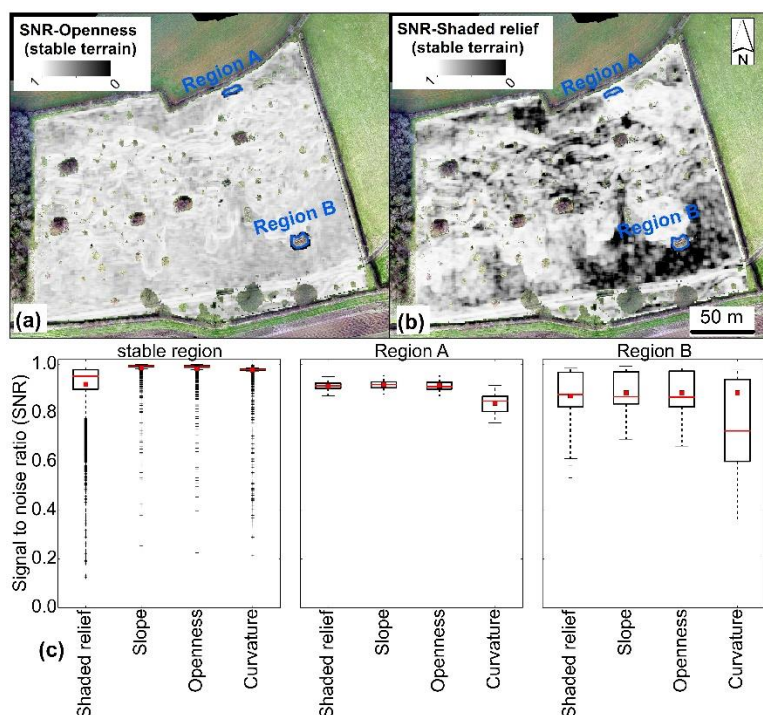 SNR-Openness
(stable terrain)
1 0
Region A
Region B
(a)
SNR-Shaded relief
(stable terrain)
1 0
N
Region A
Region B
(b)
50 m
stable region
Region A
Region B
Signal to noise ratio (SNR)
1.0
0.8
0.6
0.4
0.2
0.0
(c)
Shaded relief
Slope
Openness
Curvature
Shaded relief
Slope
Openness
Curvature
Shaded relief
Slope
Openness
Curvature